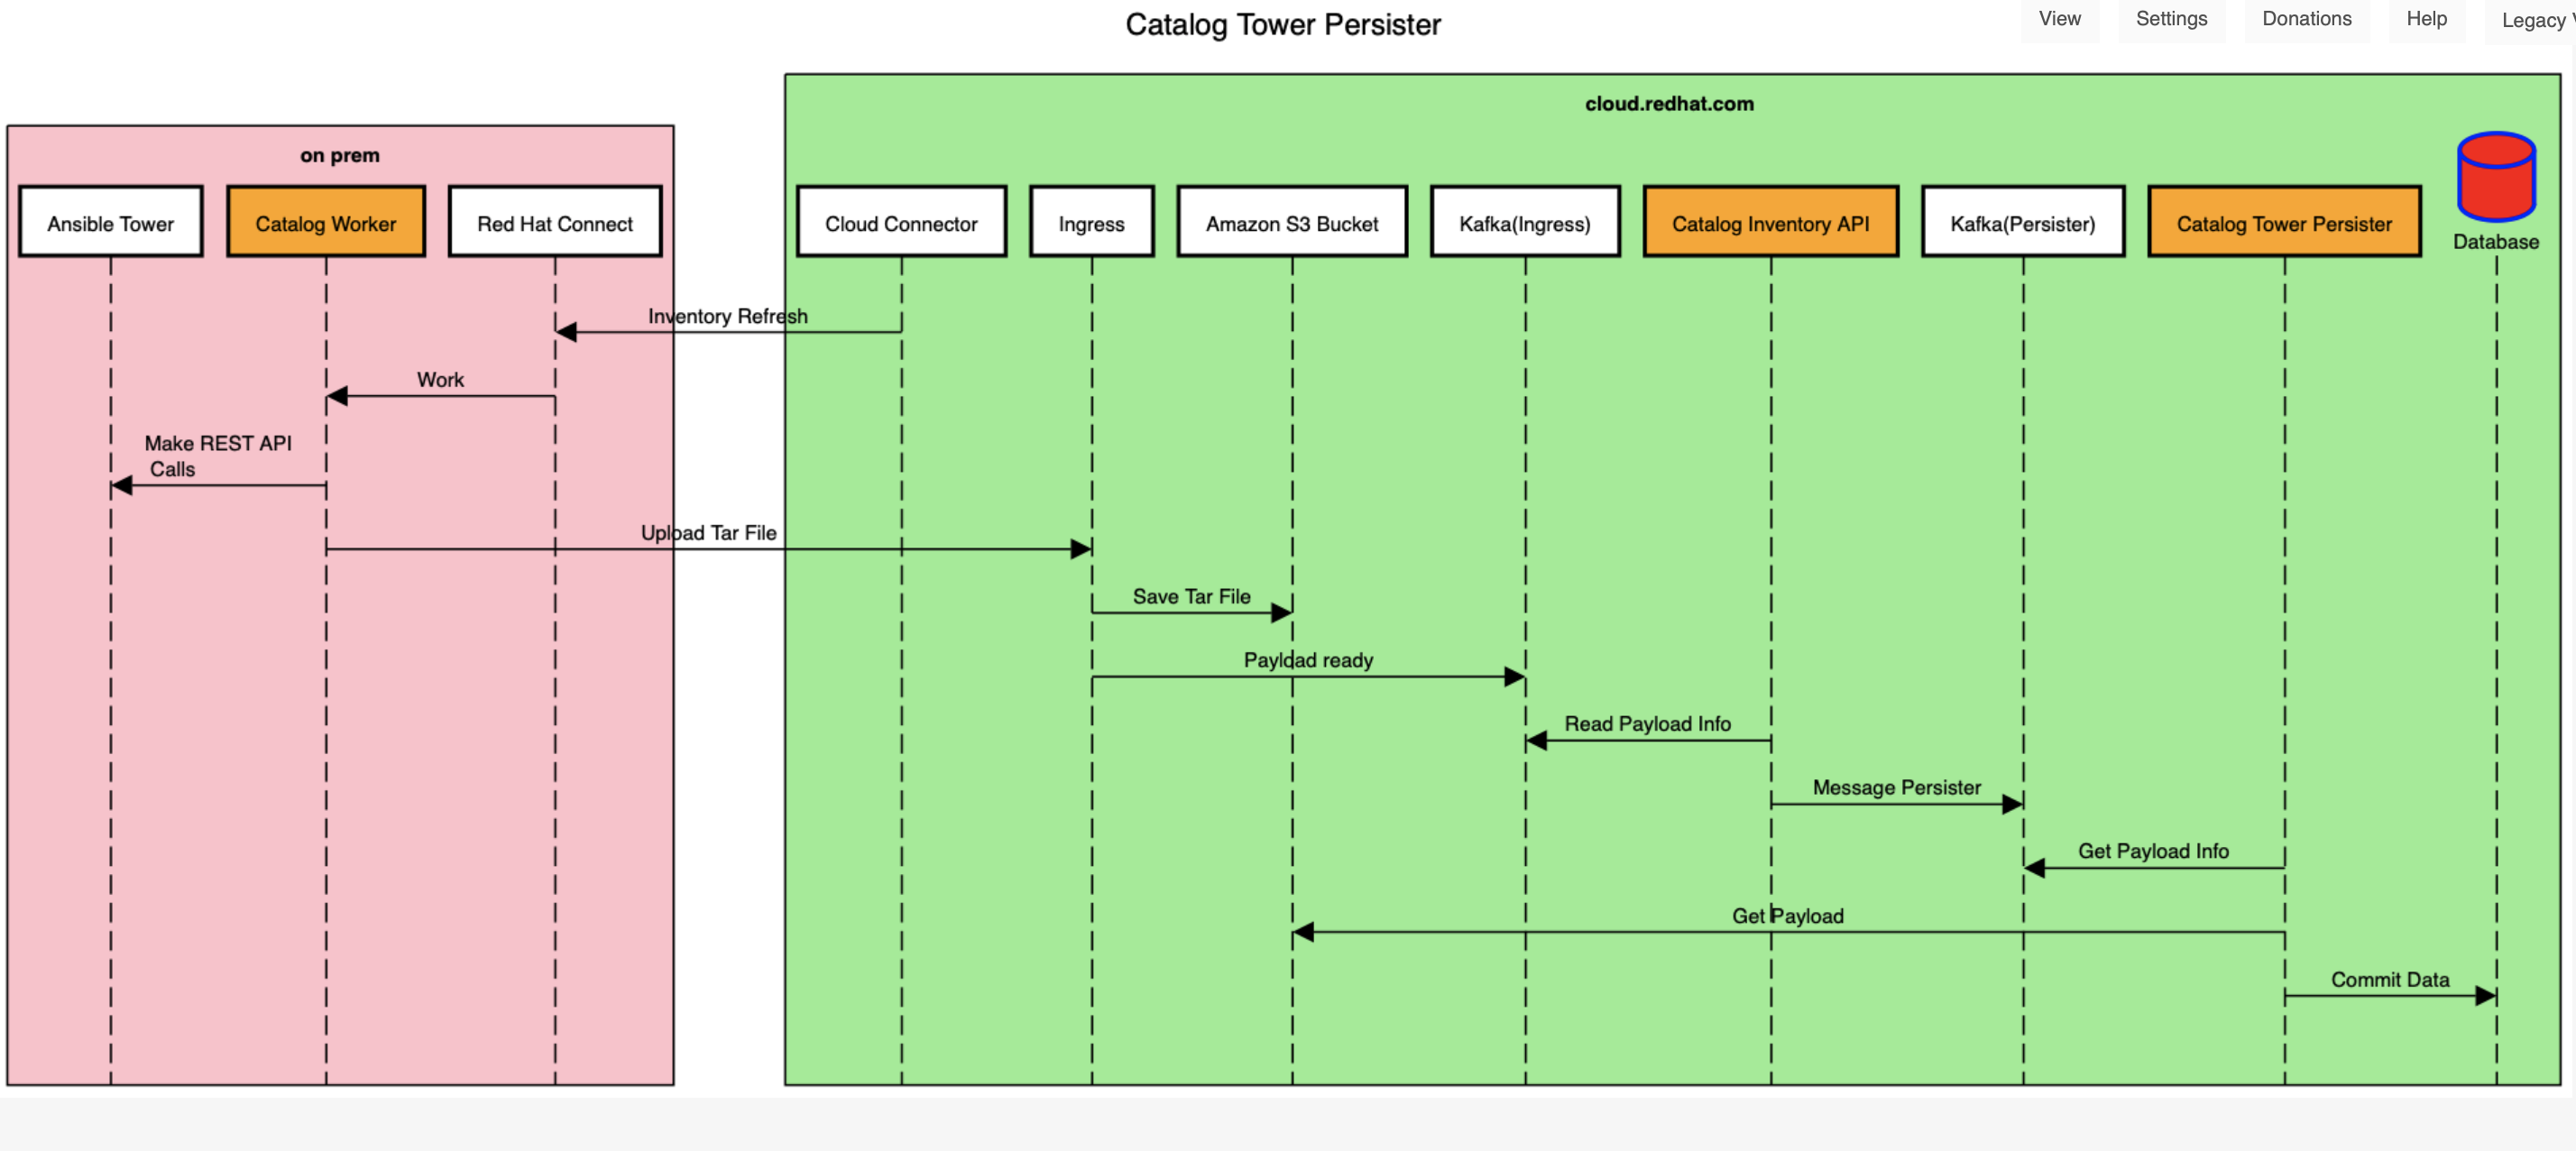 Catalog Tower Persister
View
Settings
Donations
Help
Legacy
cloud.redhat.com
on prem
Ansible Tower
Catalog Worker
Red Hat Connect
Cloud Connector
Ingress
Amazon S3 Bucket
Kafka(Ingress)
Catalog Inventory API
Kafka(Persister)
Catalog Tower Persister
Database
Inventory Refresh
Work
Make REST API
Calls
Upload Tar File
Save Tar File
Payload ready
Read Payload Info
Message Persister
Get Payload Info
Get Payload
Commit Data